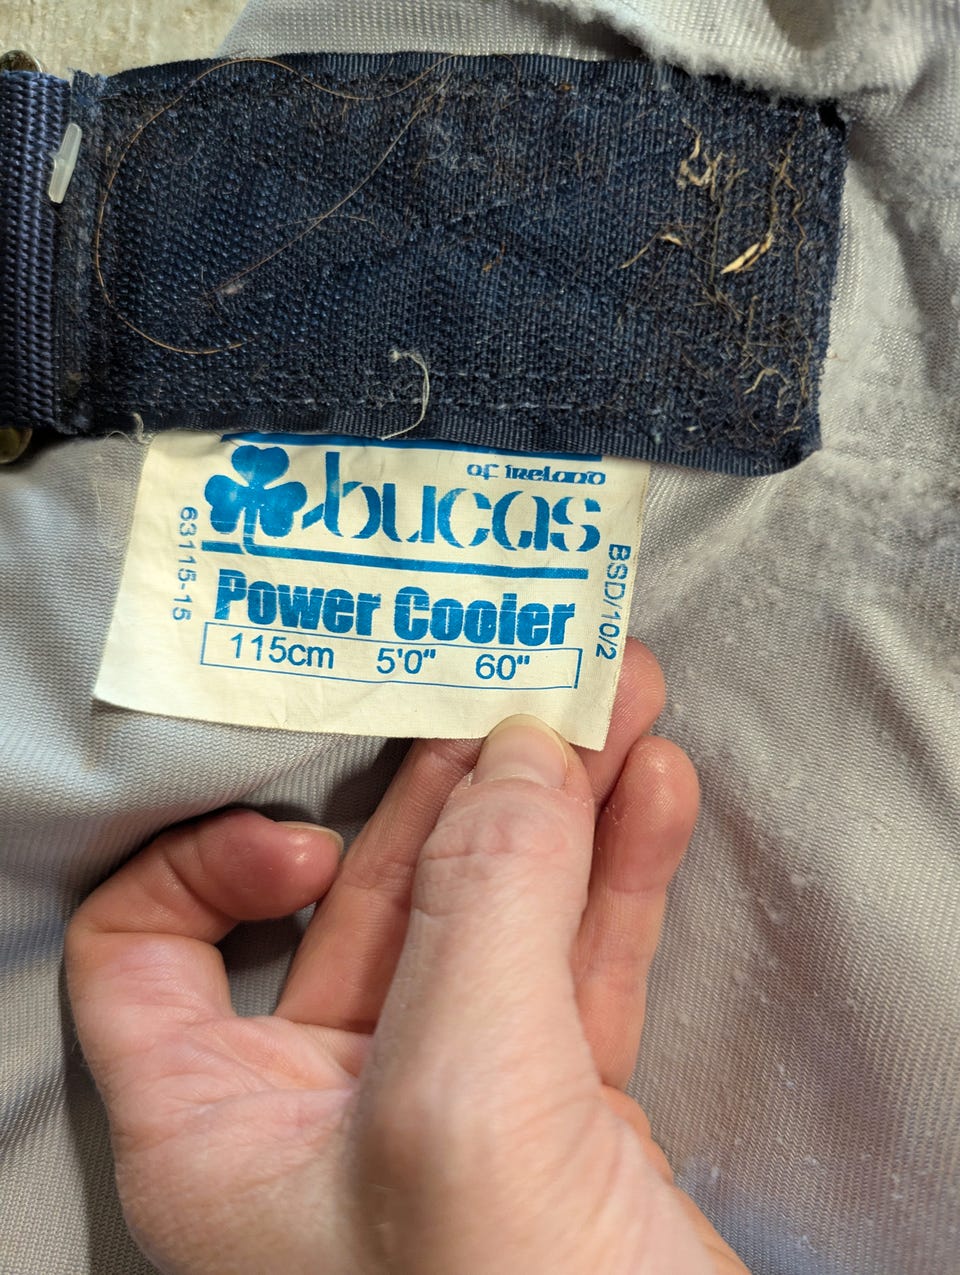 of ireland
bucas
Power Cooler
115cm 5'0" 60"
63115-15
BSD/10/2